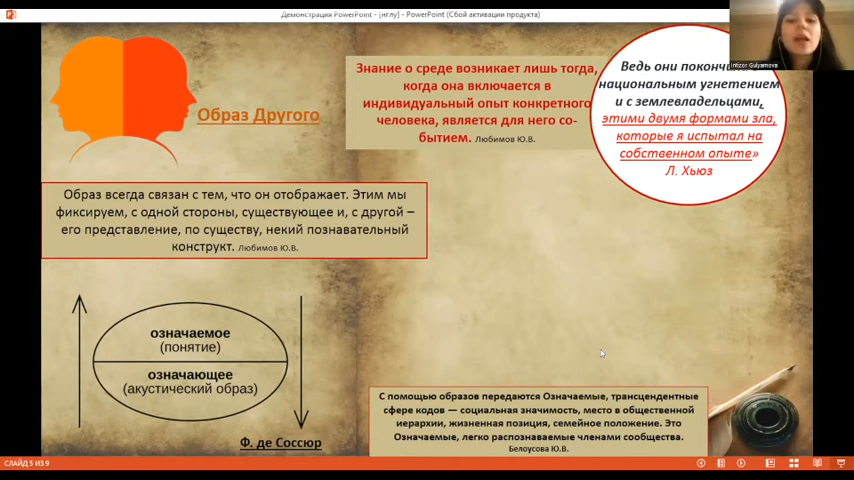 Демонстрация PowerPoint - [нглу] - PowerPoint (Сбой активации продукта)
Intizor Gulyamova
Образ Другого
Знание о среде возникает лишь тогда,
когда она включается в
индивидуальный опыт конкретного
человека, является для него со-
бытием. Любимов Ю.В.
Ведь они покончи
национальным угнетением
и с землевладельцами,
этими двумя формами зла,
которые я испытал на
собственном опыте»
Л. Хьюз
Образ всегда связан с тем, что он отображает. Этим мы
фиксируем, с одной стороны, существующее и, с другой –
его представление, по существу, некий познавательный
конструкт. Любимов Ю.В.
означаемое
(понятие)
означающее
(акустический образ)
Ф. де Соссюр
С помощью образов передаются Означаемые, трансцендентные
сфере кодов — социальная значимость, место в общественной
иерархии, жизненная позиция, семейное положение. Это
Означаемые, легко распознаваемые членами сообщества.
Белоусова Ю.В.
СЛАЙД 5 ИЗ 9